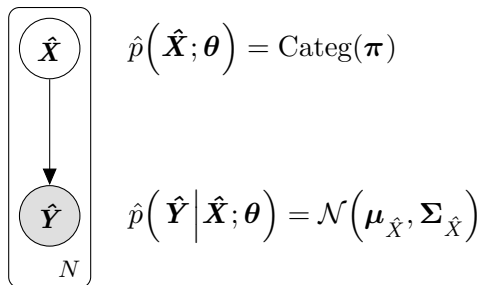 X̂ p̂(X̂; θ) = Categ(π)
Ŷ p̂(Ŷ|X̂; θ) = 𝒩(μ_X̂, Σ_X̂)
N